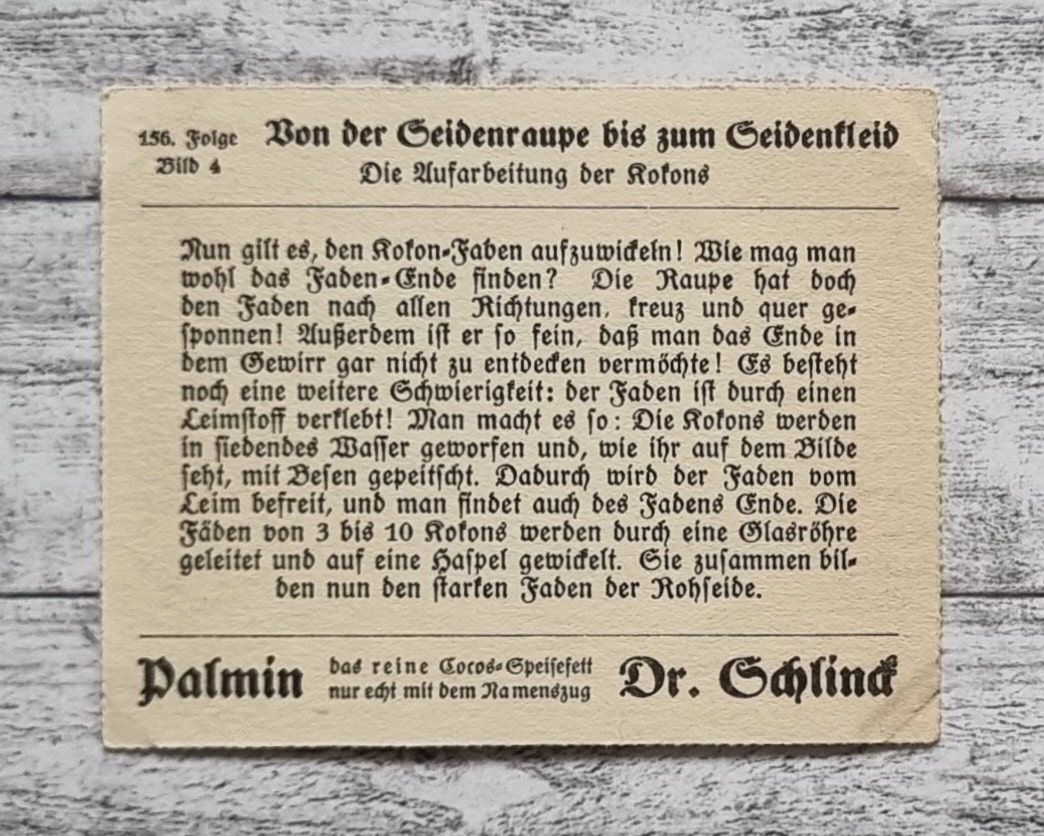 156. Folge
Bild 4
Von der Seidenraupe bis zum Seidenkleid
Die Aufarbeitung der Kokons
Nun gilt es, den Kokon-Faden aufzuwickeln! Wie mag man
wohl das Faden-Ende finden? Die Raupe hat doch
den Faden nach allen Richtungen, kreuz und quer ge-
sponnen! Außerdem ist er so fein, daß man das Ende in
dem Gewirr gar nicht zu entdecken vermöchte! Es besteht
noch eine weitere Schwierigkeit: der Faden ist durch einen
Leimstoff verklebt! Man macht es so: Die Kokons werden
in siedendes Wasser geworfen und, wie ihr auf dem Bilde
seht, mit Besen gepeitscht. Dadurch wird der Faden vom
Leim befreit, und man findet auch des Fadens Ende. Die
Fäden von 3 bis 10 Kokons werden durch eine Glasröhre
geleitet und auf eine Haspel gewickelt. Sie zusammen bil-
den nun den starken Faden der Rohseide.
Palmin
das reine Cocos-Speisefett
nur echt mit dem Namenszug
Dr. Schlinck